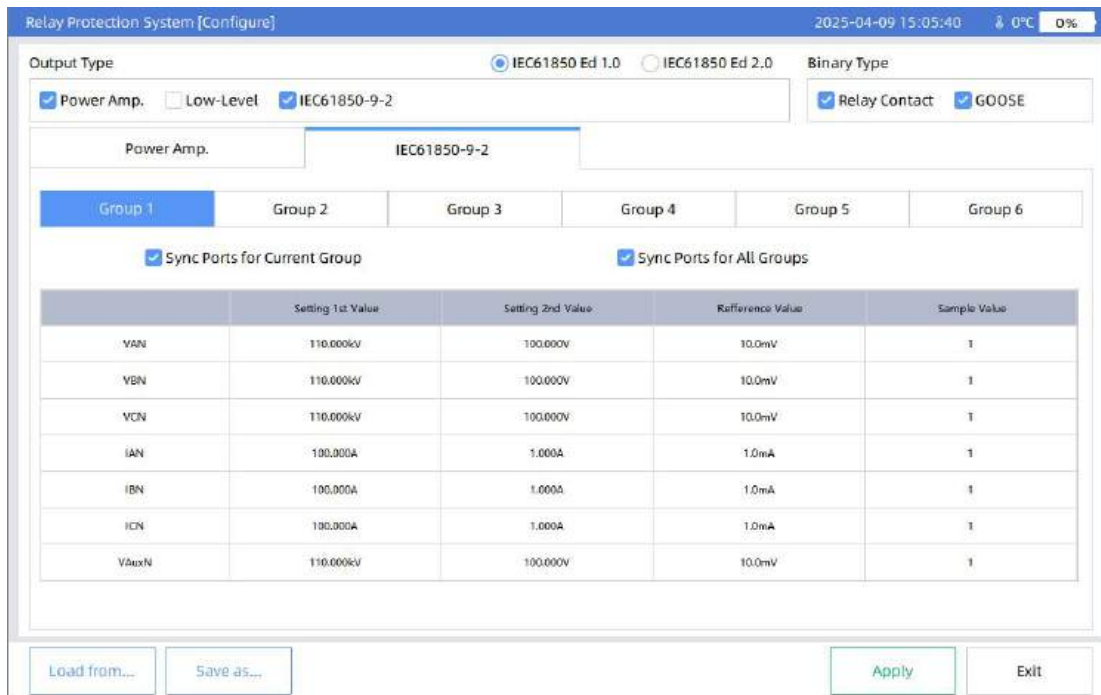 Relay Protection System [Configure] 2025-04-09 15:05:40 0℃ 0%
Output Type IEC61850 Ed 1.0 IEC61850 Ed 2.0 Binary Type
Power Amp. Low-Level IEC61850-9-2 Relay Contact GOOSE
Power Amp. IEC61850-9-2
Group 1 Group 2 Group 3 Group 4 Group 5 Group 6
Sync Ports for Current Group Sync Ports for All Groups
Setting 1st Value Setting 2nd Value Refference Value Sample Value
VAN 110.000kV 100.000V 10.0mV 1
VBN 110.000kV 100.000V 10.0mV 1
VCN 110.000kV 100.000V 10.0mV 1
IAN 100.000A 1.000A 1.0mA 1
IBN 100.000A 1.000A 1.0mA 1
ICN 100.000A 1.000A 1.0mA 1
VAuxN 110.000kV 100.000V 10.0mV 1
Load from... Save as... Apply Exit